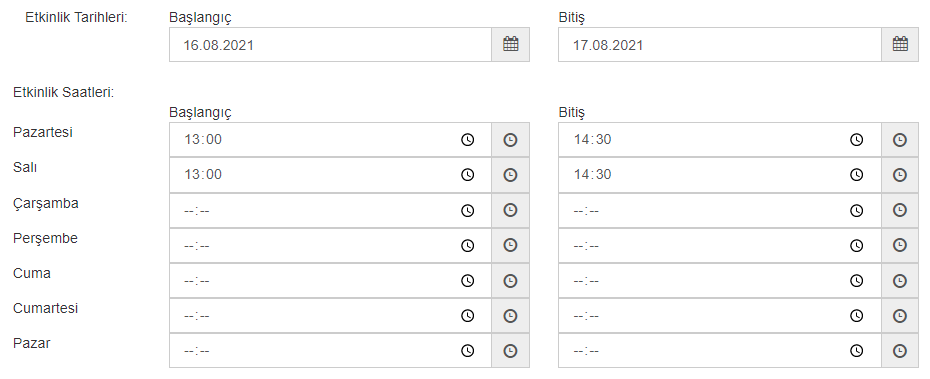 Etkinlik Tarihleri: Başlangıç Bitiş
16.08.2021 17.08.2021
Etkinlik Saatleri:
Başlangıç Bitiş
Pazartesi 13:00 14:30
Salı 13:00 14:30
Çarşamba --:-- --:--
Perşembe --:-- --:--
Cuma --:-- --:--
Cumartesi --:-- --:--
Pazar --:-- --:--